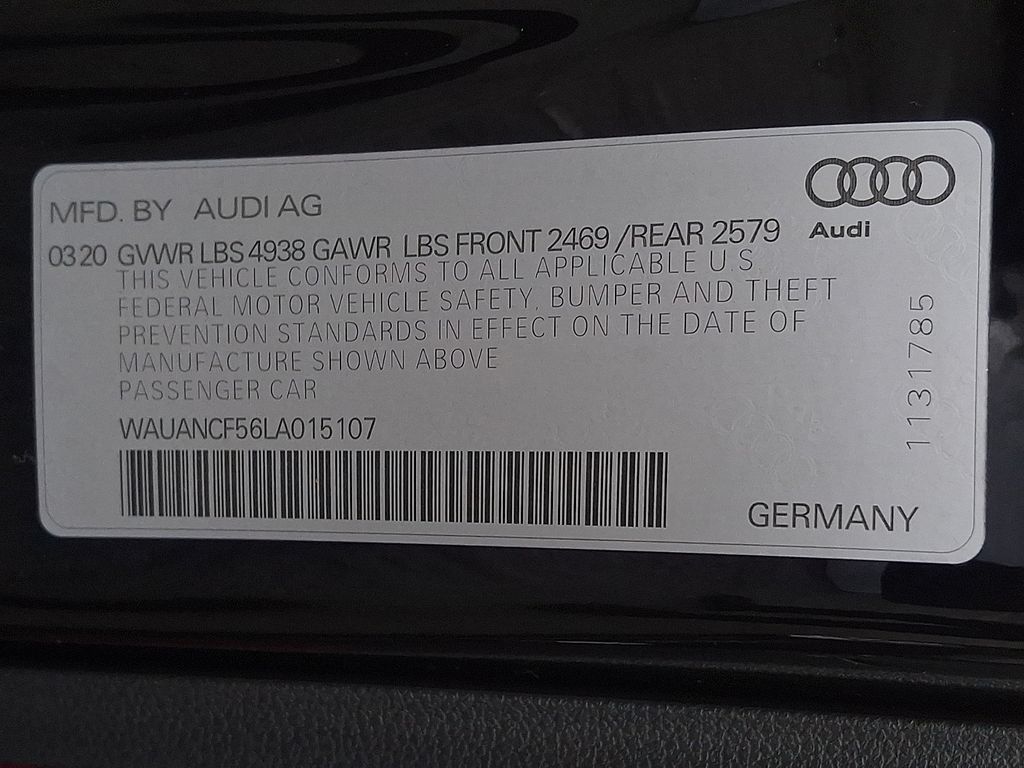 MFD. BY AUDI AG
Audi
0320 GVWR LBS 4938 GAWR LBS FRONT 2469 /REAR 2579
THIS VEHICLE CONFORMS TO ALL APPLICABLE U.S.
FEDERAL MOTOR VEHICLE SAFETY, BUMPER AND THEFT
PREVENTION STANDARDS IN EFFECT ON THE DATE OF
MANUFACTURE SHOWN ABOVE
PASSENGER CAR
WAUANCF56LA015107
1131785
GERMANY